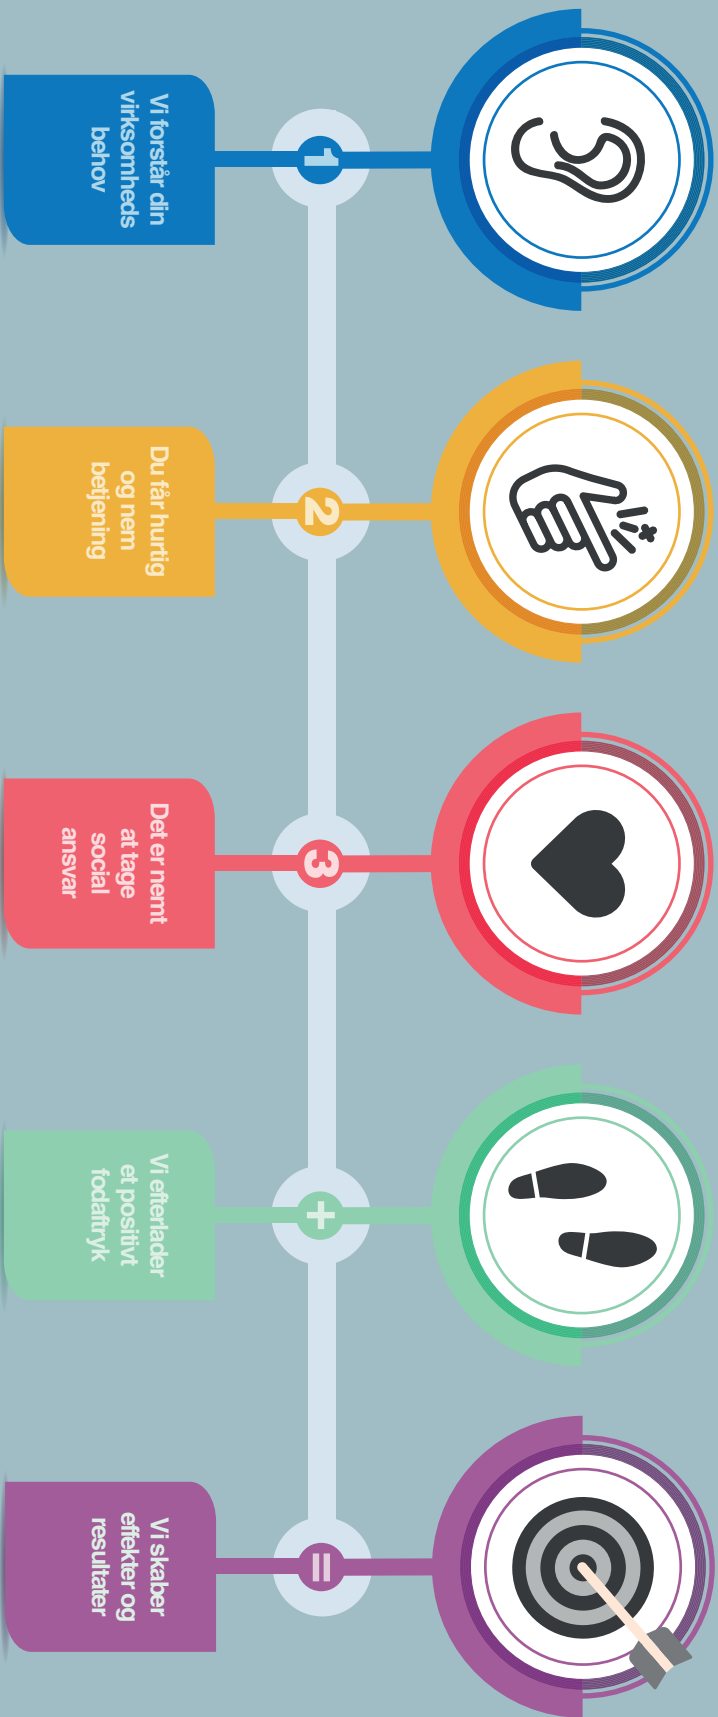 1
Vi forstår din
virksomheds
behov
2
Du får hurtig
og nem
betjening
3
Det er nemt
at tage
social
ansvar
+
Vi efterlader
et positivt
fodaftryk
=
Vi skaber
effekter og
resultater